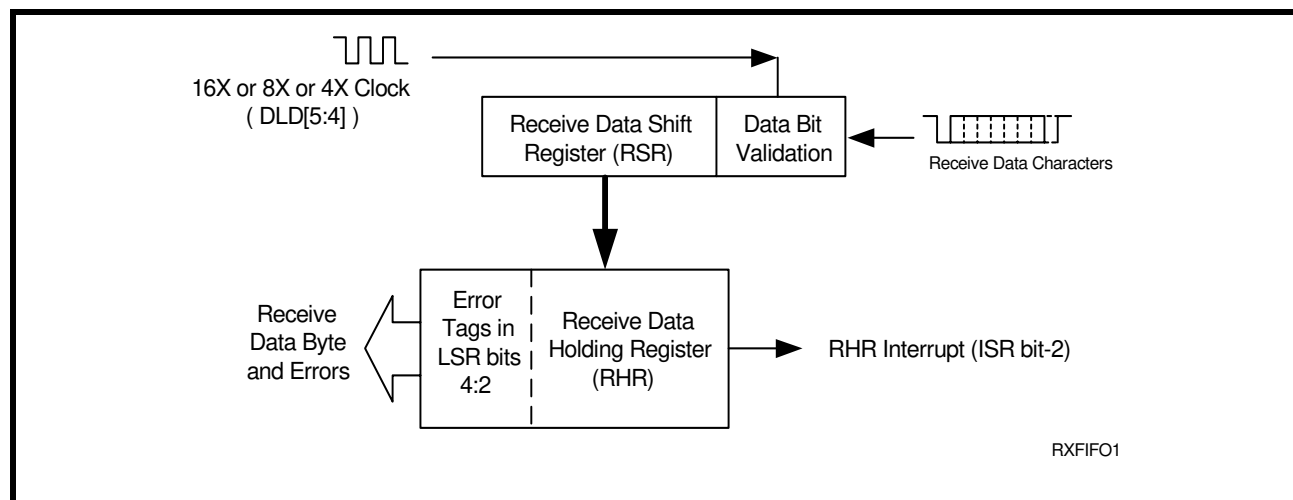 16X or 8X or 4X Clock
( DLD[5:4] )
Receive Data Shift
Register (RSR)
Data Bit
Validation
Receive Data Characters
Receive
Data Byte
and Errors
Error
Tags in
LSR bits
4:2
Receive Data
Holding Register
(RHR)
RHR Interrupt (ISR bit-2)
RXFIFO1